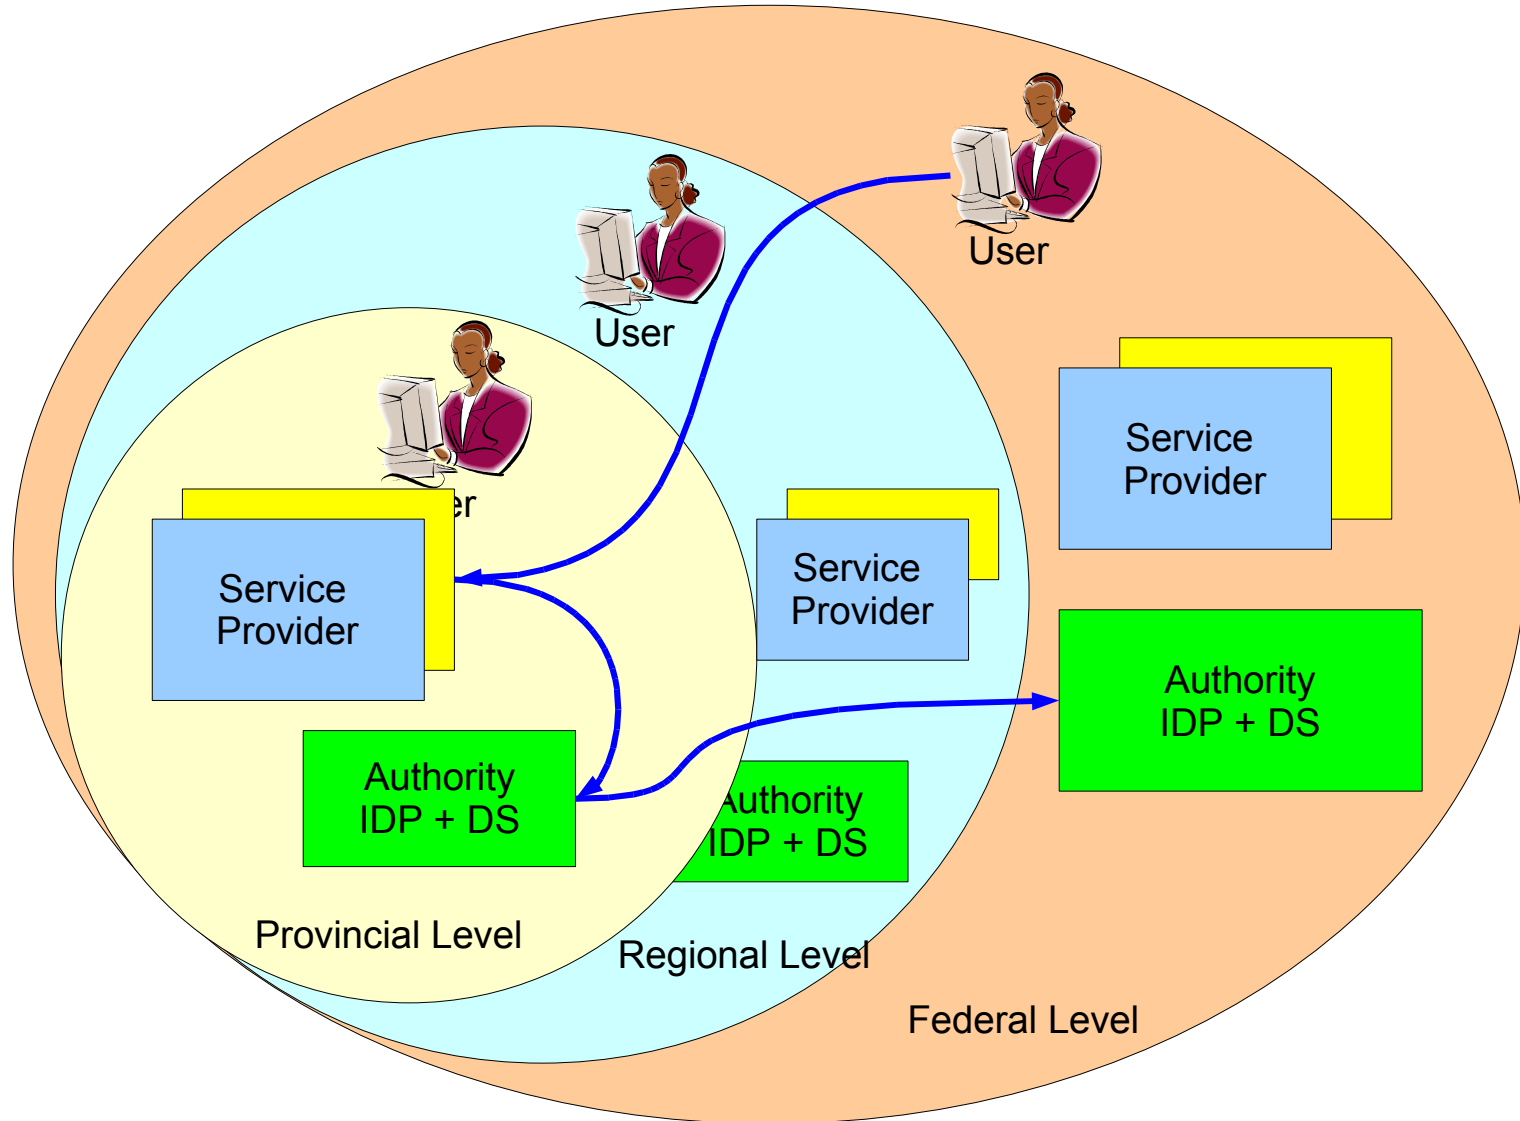 User
User
er
Service
Provider
Service
Provider
Service
Provider
Authority
IDP + DS
Authority
IDP + DS
Authority
IDP + DS
Provincial Level
Regional Level
Federal Level